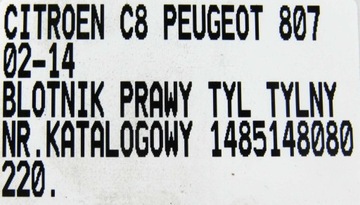 CITROEN C8 PEUGEOT 807
02-14
BLOTNIK PRAWY TYL TYLNY
NR.KATALOGOWY 1485148080
220.